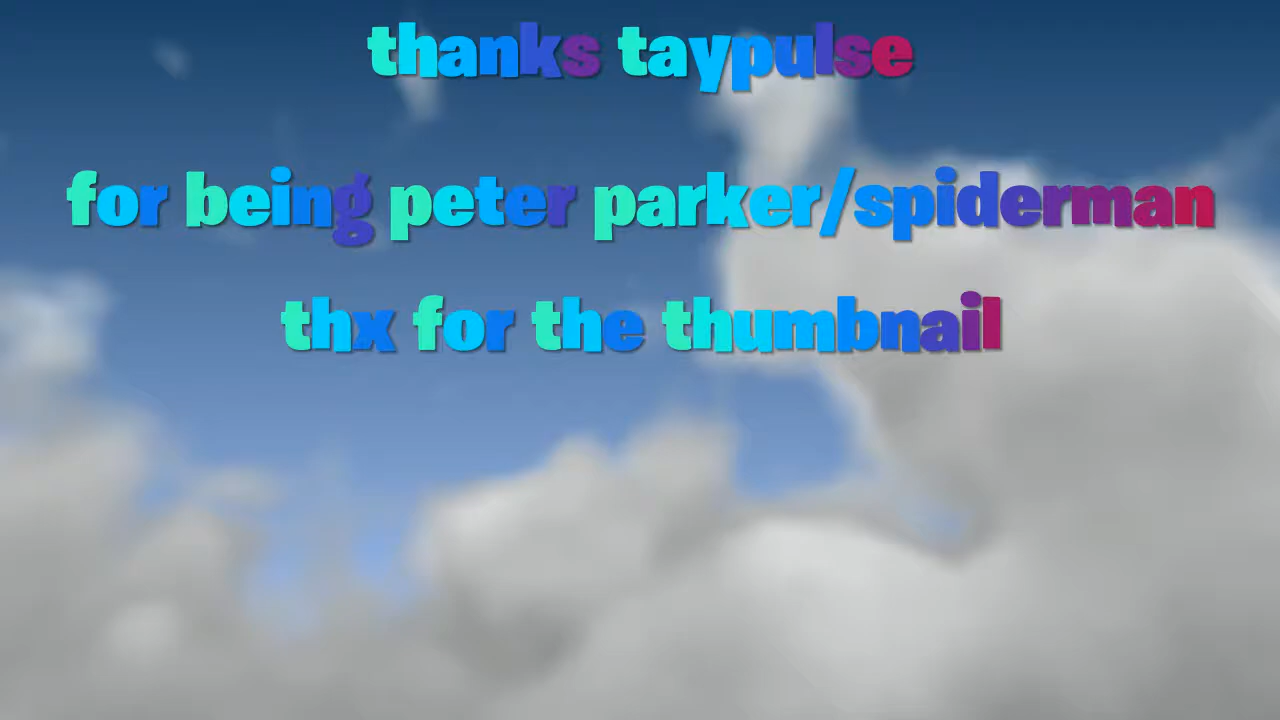 thanks taypulse
for being peter parker/spiderman
thx for the thumbnail